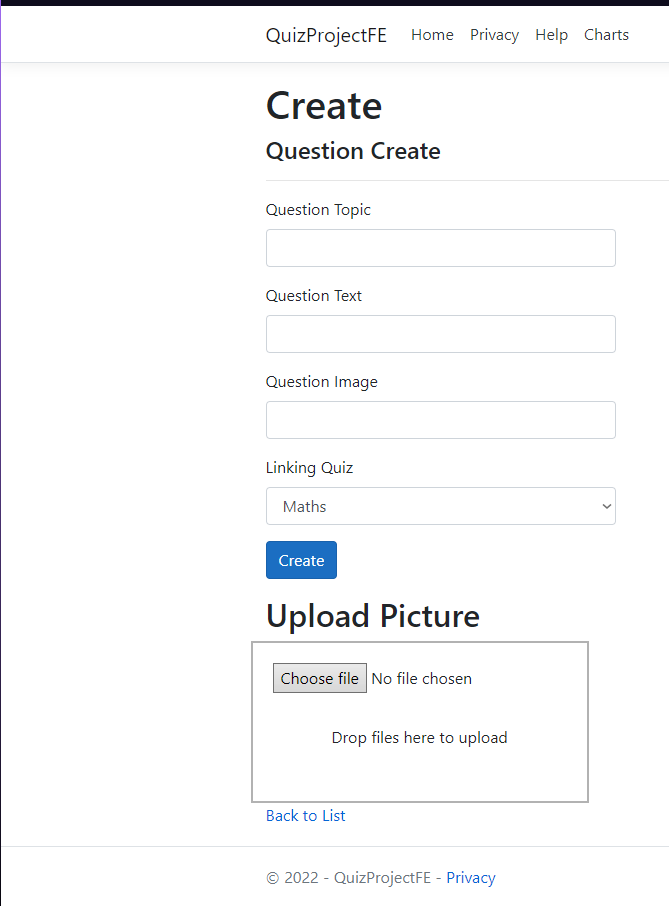 QuizProjectFE Home Privacy Help Charts
Create
Question Create
Question Topic
Question Text
Question Image
Linking Quiz
Maths
Create
Upload Picture
Choose file No file chosen
Drop files here to upload
Back to List
© 2022 - QuizProjectFE - Privacy